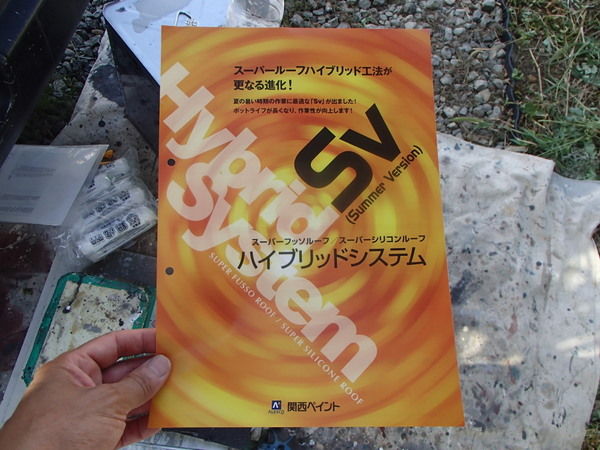 スーパールーフハイブリッド工法が
更なる進化！
夏の暑い時期の作業に最適な「Sv」が出ました！
ポットライフが長くなり、作業性が向上します！
Sv
(Summer Version)
Hybrid
System
スーパーフッソルーフ／スーパーシリコンルーフ
ハイブリッドシステム
SUPER FUSSO ROOF / SUPER SILICONE ROOF
ALESCO 関西ペイント